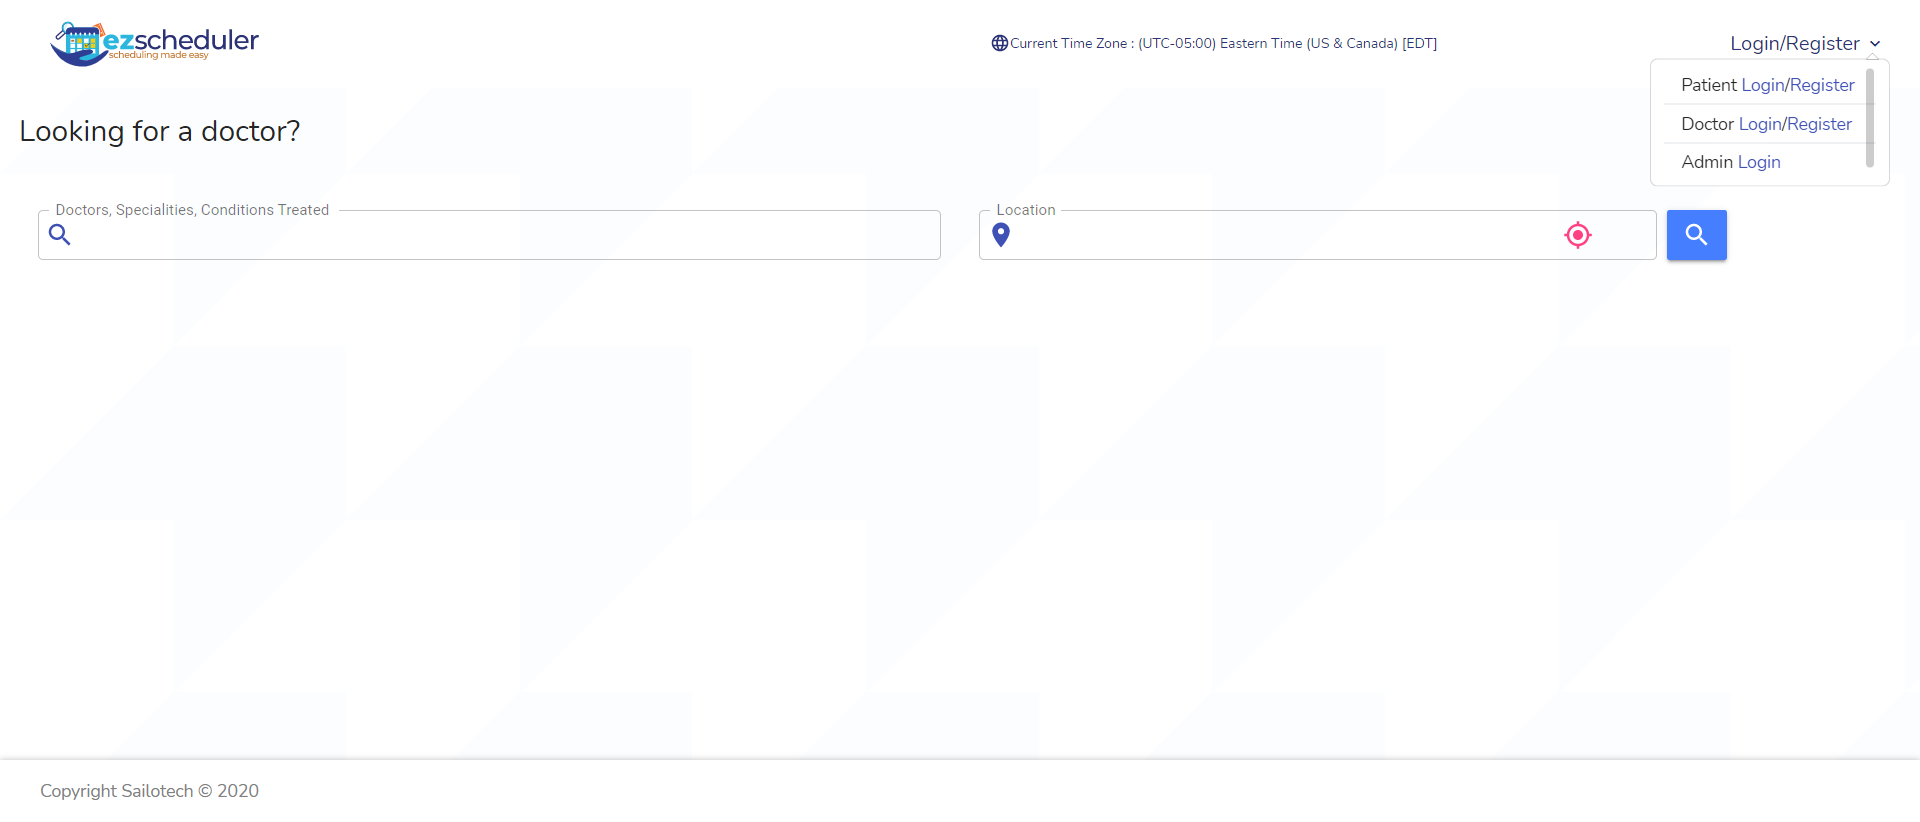 ezscheduler
scheduling made easy
Current Time Zone : (UTC-05:00) Eastern Time (US & Canada) [EDT]
Login/Register
Patient Login/Register
Doctor Login/Register
Admin Login
Looking for a doctor?
Doctors, Specialities, Conditions Treated
Location
Copyright Sailotech © 2020